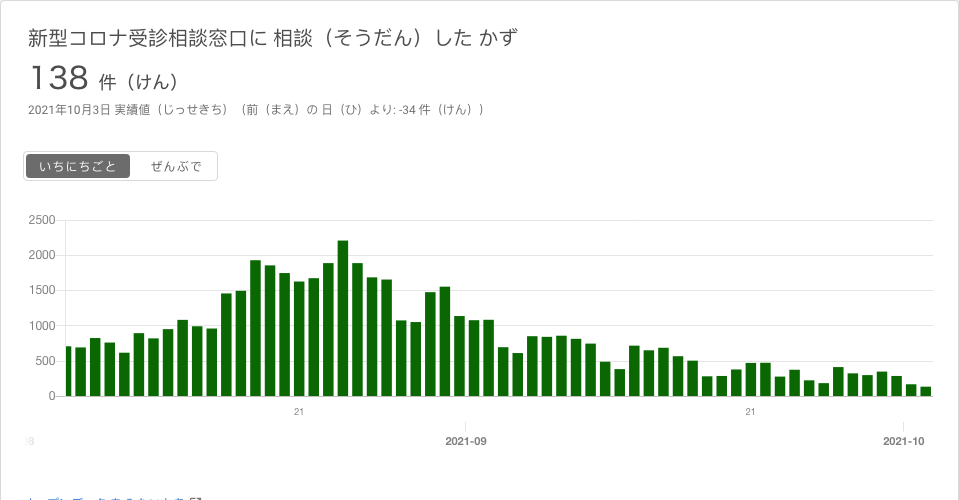 新型コロナ受診相談窓口に 相談（そうだん）した かず
138 件（けん）
2021年10月3日 実績値（じっせきち）（前（まえ）の 日（ひ）より: -34 件（けん））
いちにちごと ぜんぶで
2500
2000
1500
1000
500
0
21 21
2021-09 2021-10